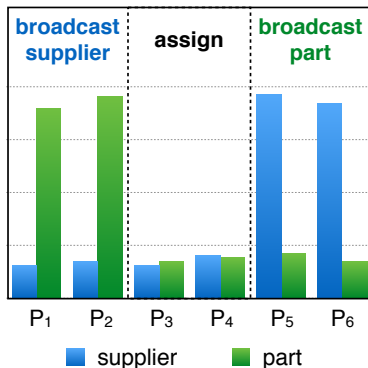 broadcast
supplier
assign
broadcast
part
P₁ P₂ P₃ P₄ P₅ P₆
supplier part